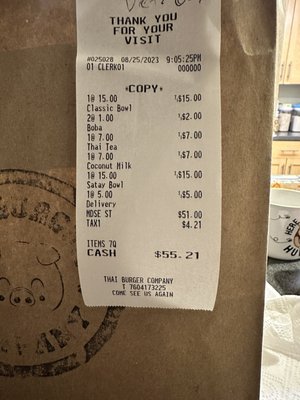 THANK YOU
FOR YOUR
VISIT
#025028 08/25/2023 9:05:25PM
01 CLERK01 000000
*COPY*
1@ 15.00 ¹$15.00
Classic Bowl
2@ 1.00 ¹$2.00
Boba
1@ 7.00 ¹$7.00
Thai Tea
1@ 7.00 ¹$7.00
Coconut Milk
1@ 15.00 ¹$15.00
Satay Bowl
1@ 5.00 ¹$5.00
Delivery
MDSE ST $51.00
TAX1 $4.21
ITEMS 7Q
CASH $55.21
THAI BURGER COMPANY
T 7604173225
COME SEE US AGAIN